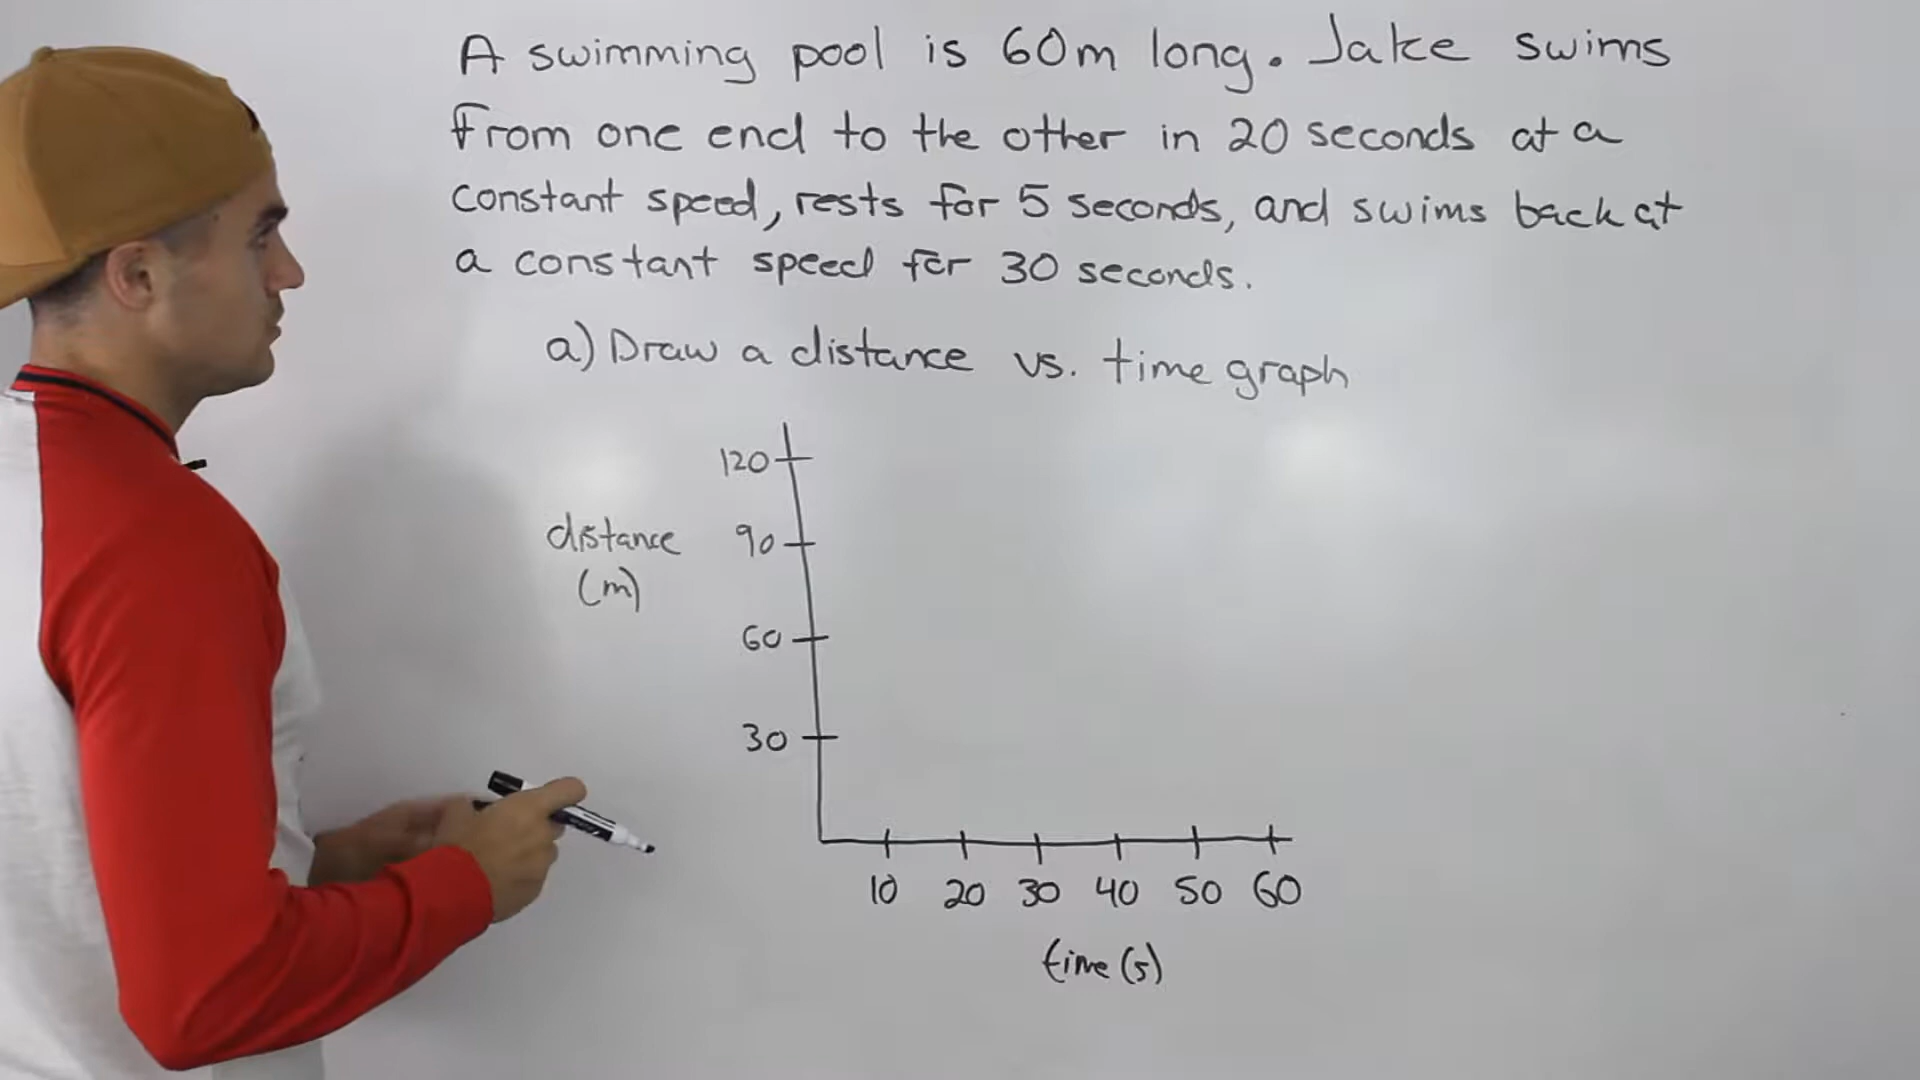 A swimming pool is 60m long. Jake swims
from one end to the other in 20 seconds at a
constant speed, rests for 5 seconds, and swims back at
a constant speed for 30 seconds.
a) Draw a distance vs. time graph
120
distance 90
(m)
60
30
10 20 30 40 50 60
time (s)